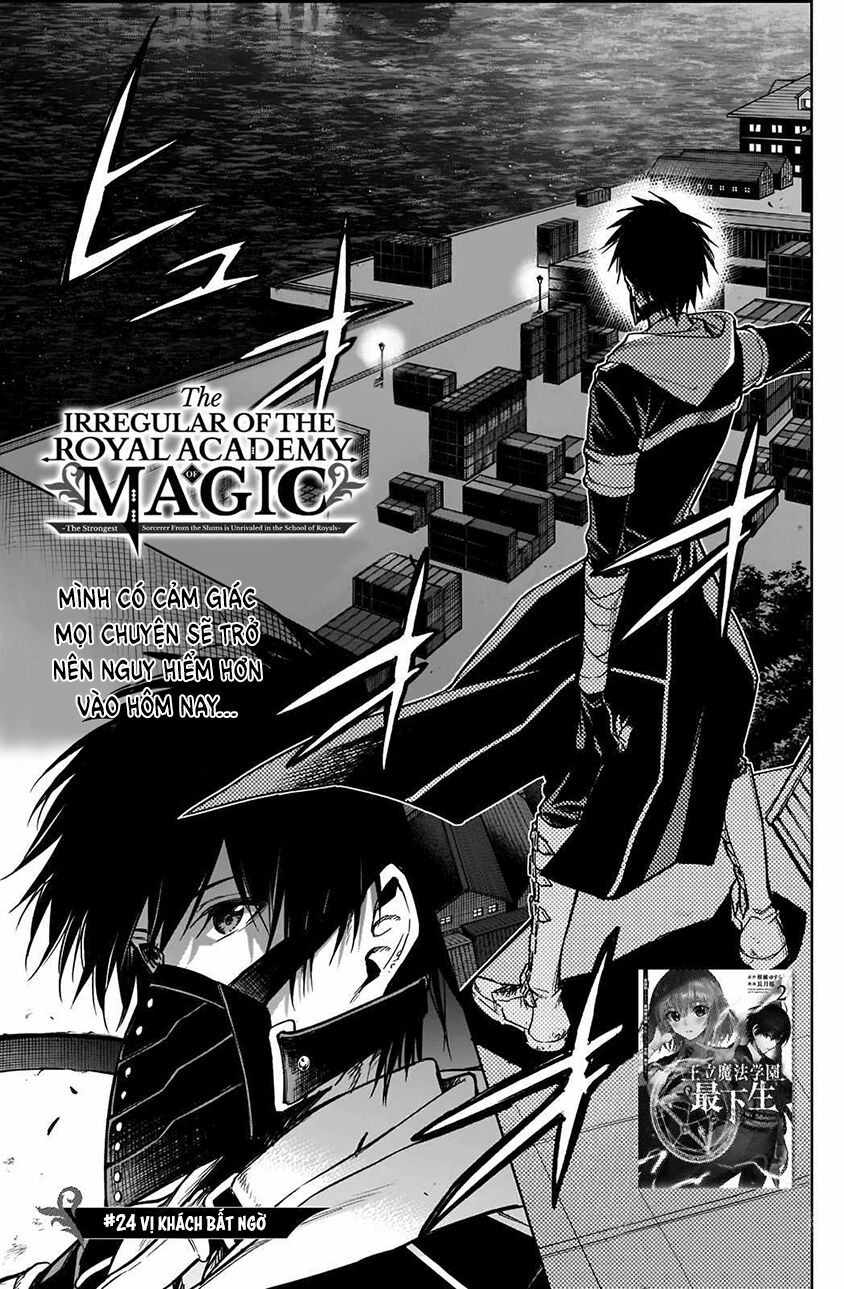 ヒュオオオ
The
IRREGULAR OF THE
ROYAL ACADEMY
OF
MAGIC
-The Strongest Sorcerer From the Slums is Unrivaled in the School of Royals-
MÌNH CÓ CẢM GIÁC
MỌI CHUYỆN SẼ TRỞ
NÊN NGUY HIỂM HƠN
VÀO HÔM NAY...
2
王立魔法学園
最下生
#24 VỊ KHÁCH BẤT NGỜ